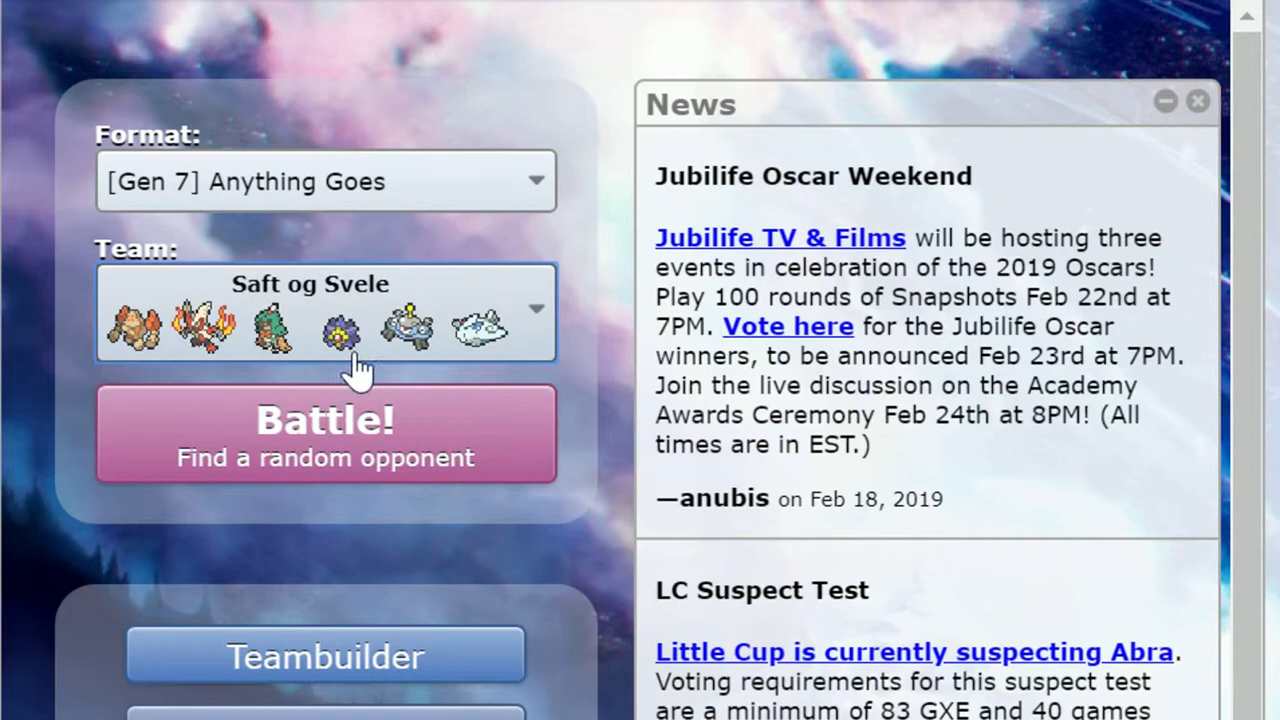 Format:
[Gen 7] Anything Goes
Team:
Saft og Svele
Battle!
Find a random opponent
Teambuilder
News
Jubilife Oscar Weekend
Jubilife TV & Films will be hosting three
events in celebration of the 2019 Oscars!
Play 100 rounds of Snapshots Feb 22nd at
7PM. Vote here for the Jubilife Oscar
winners, to be announced Feb 23rd at 7PM.
Join the live discussion on the Academy
Awards Ceremony Feb 24th at 8PM! (All
times are in EST.)
—anubis on Feb 18, 2019
LC Suspect Test
Little Cup is currently suspecting Abra.
Voting requirements for this suspect test
are a minimum of 83 GXE and 40 games